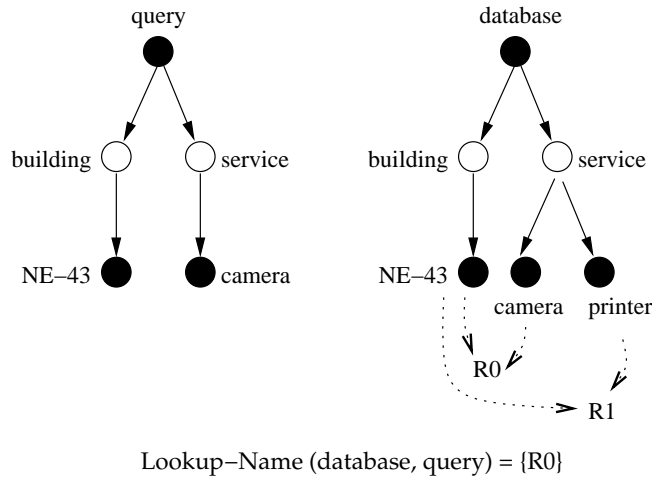 query
database
building
service
building
service
NE–43
camera
NE–43
camera
printer
R0
R1
Lookup–Name (database, query) = {R0}